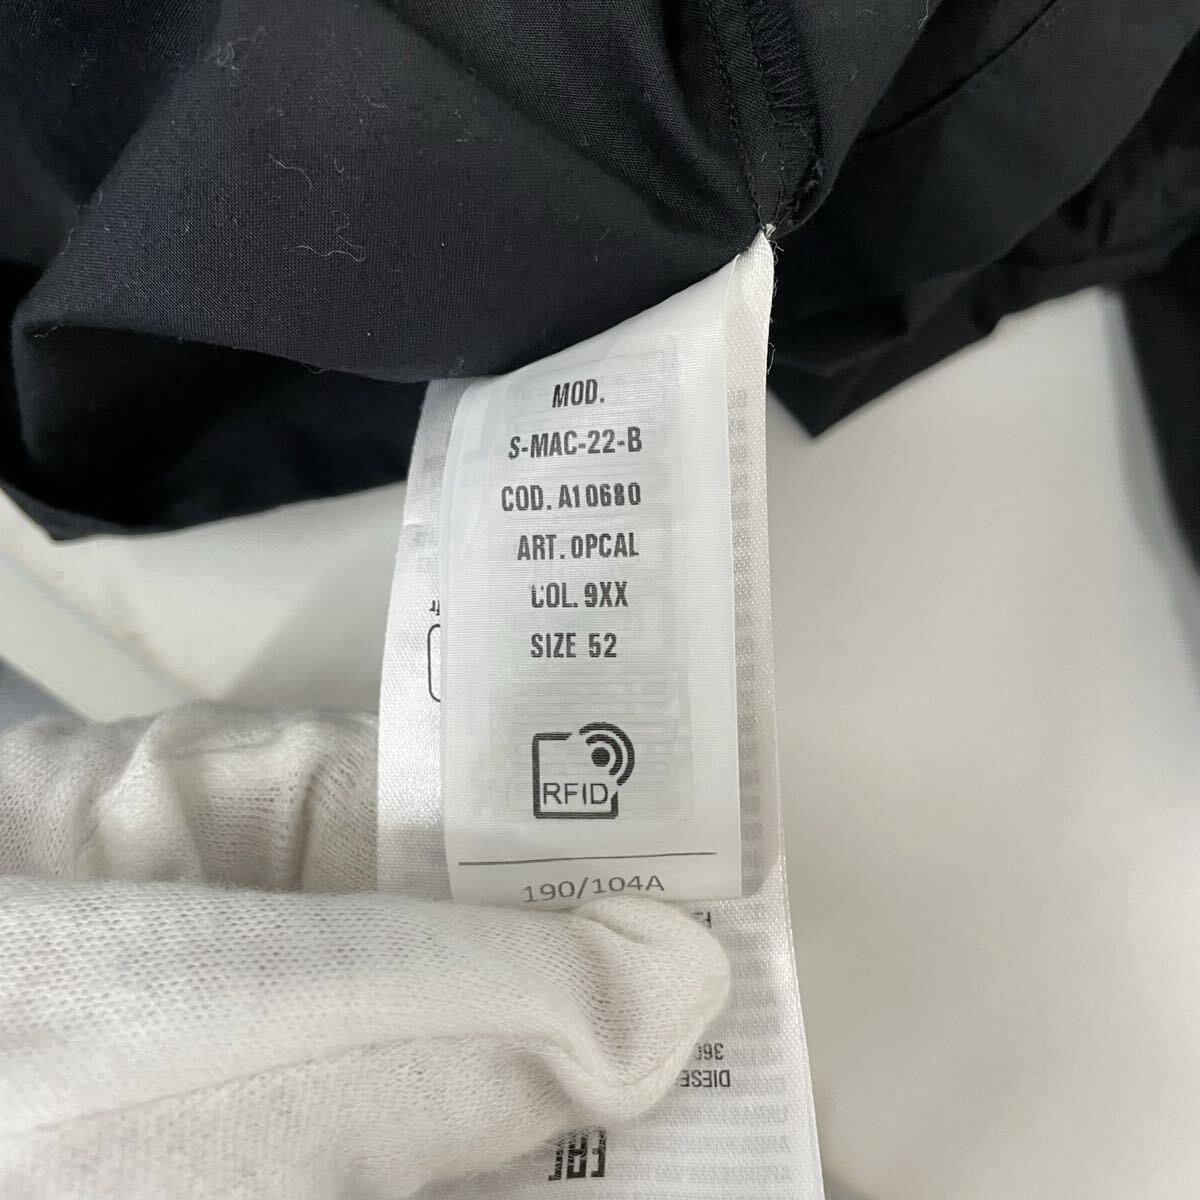 MOD.
S-MAC-22-B
COD. A10680
ART. 0PCAL
COL. 9XX
SIZE 52
RFID
190/104A